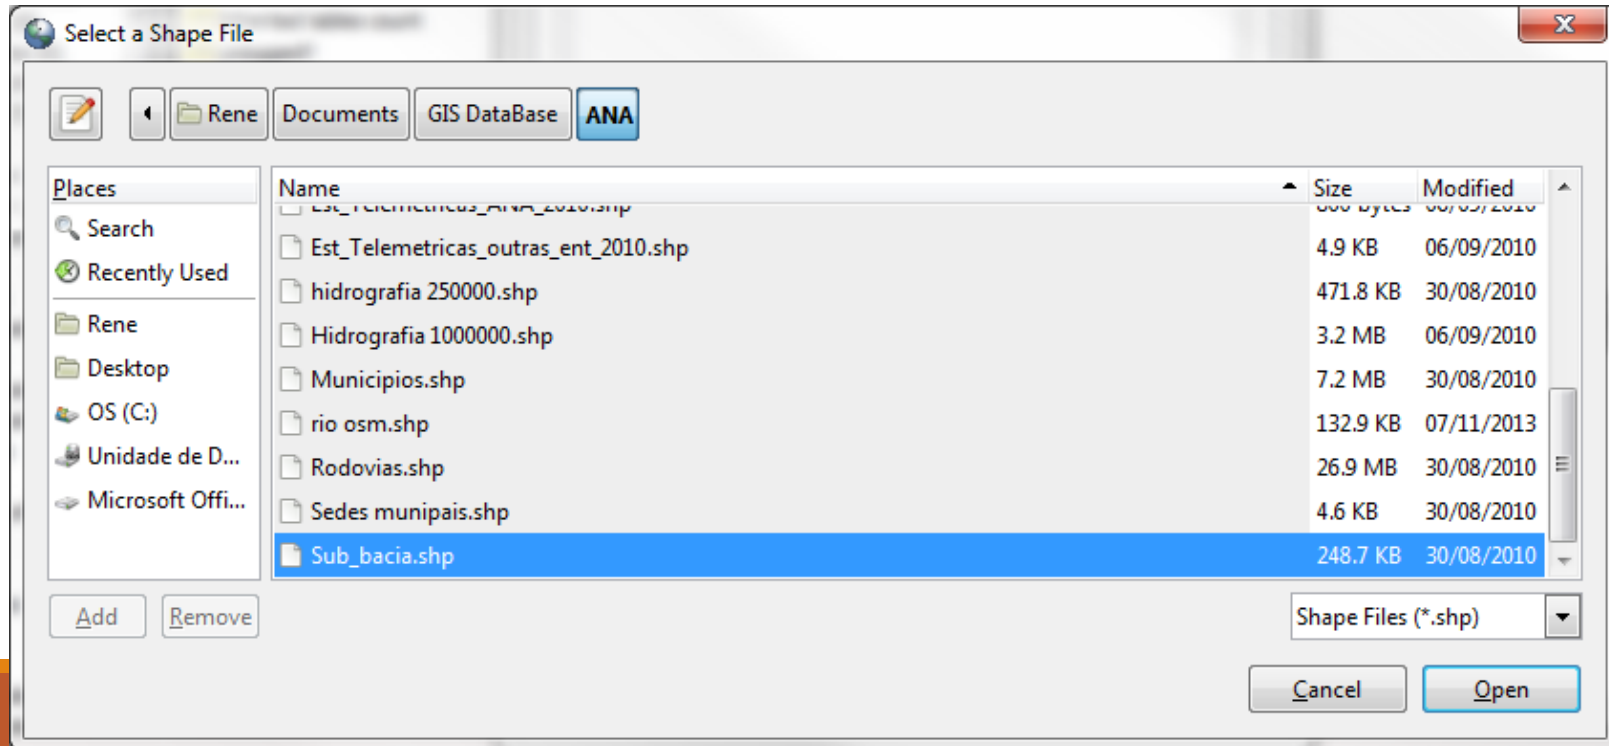 Select a Shape File
Rene Documents GIS DataBase ANA
Places Name Size Modified
Est_Telemetricas_ANA_2010.shp
Search
Est_Telemetricas_outras_ent_2010.shp 4.9 KB 06/09/2010
Recently Used
hidrografia 250000.shp 471.8 KB 30/08/2010
Rene
Hidrografia 1000000.shp 3.2 MB 06/09/2010
Desktop
Municipios.shp 7.2 MB 30/08/2010
OS (C:)
rio osm.shp 132.9 KB 07/11/2013
Unidade de D...
Rodovias.shp 26.9 MB 30/08/2010
Microsoft Offi...
Sedes munipais.shp 4.6 KB 30/08/2010
Sub_bacia.shp 248.7 KB 30/08/2010
Add Remove Shape Files (*.shp)
Cancel Open